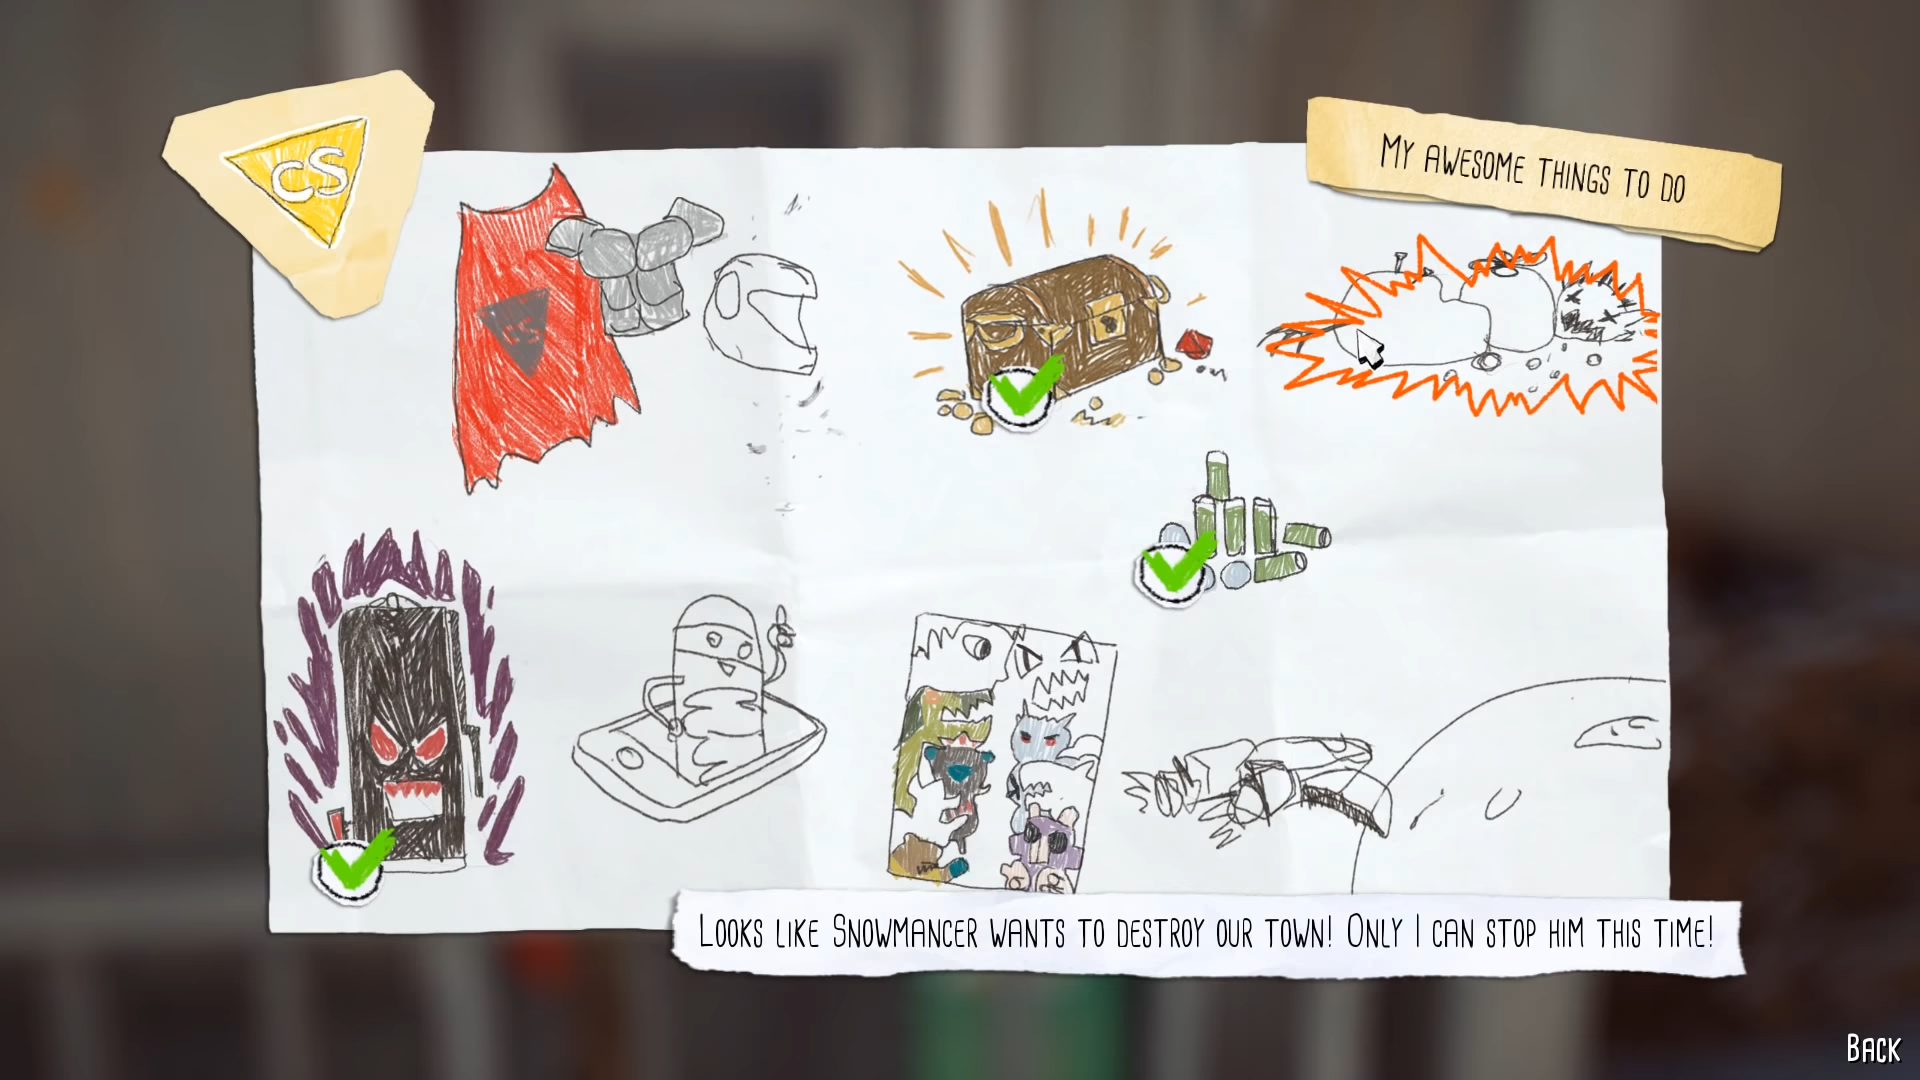 CS
MY AWESOME THINGS TO DO
CS
LOOKS LIKE SNOWMANCER WANTS TO DESTROY OUR TOWN! ONLY I CAN STOP HIM THIS TIME!
BACK